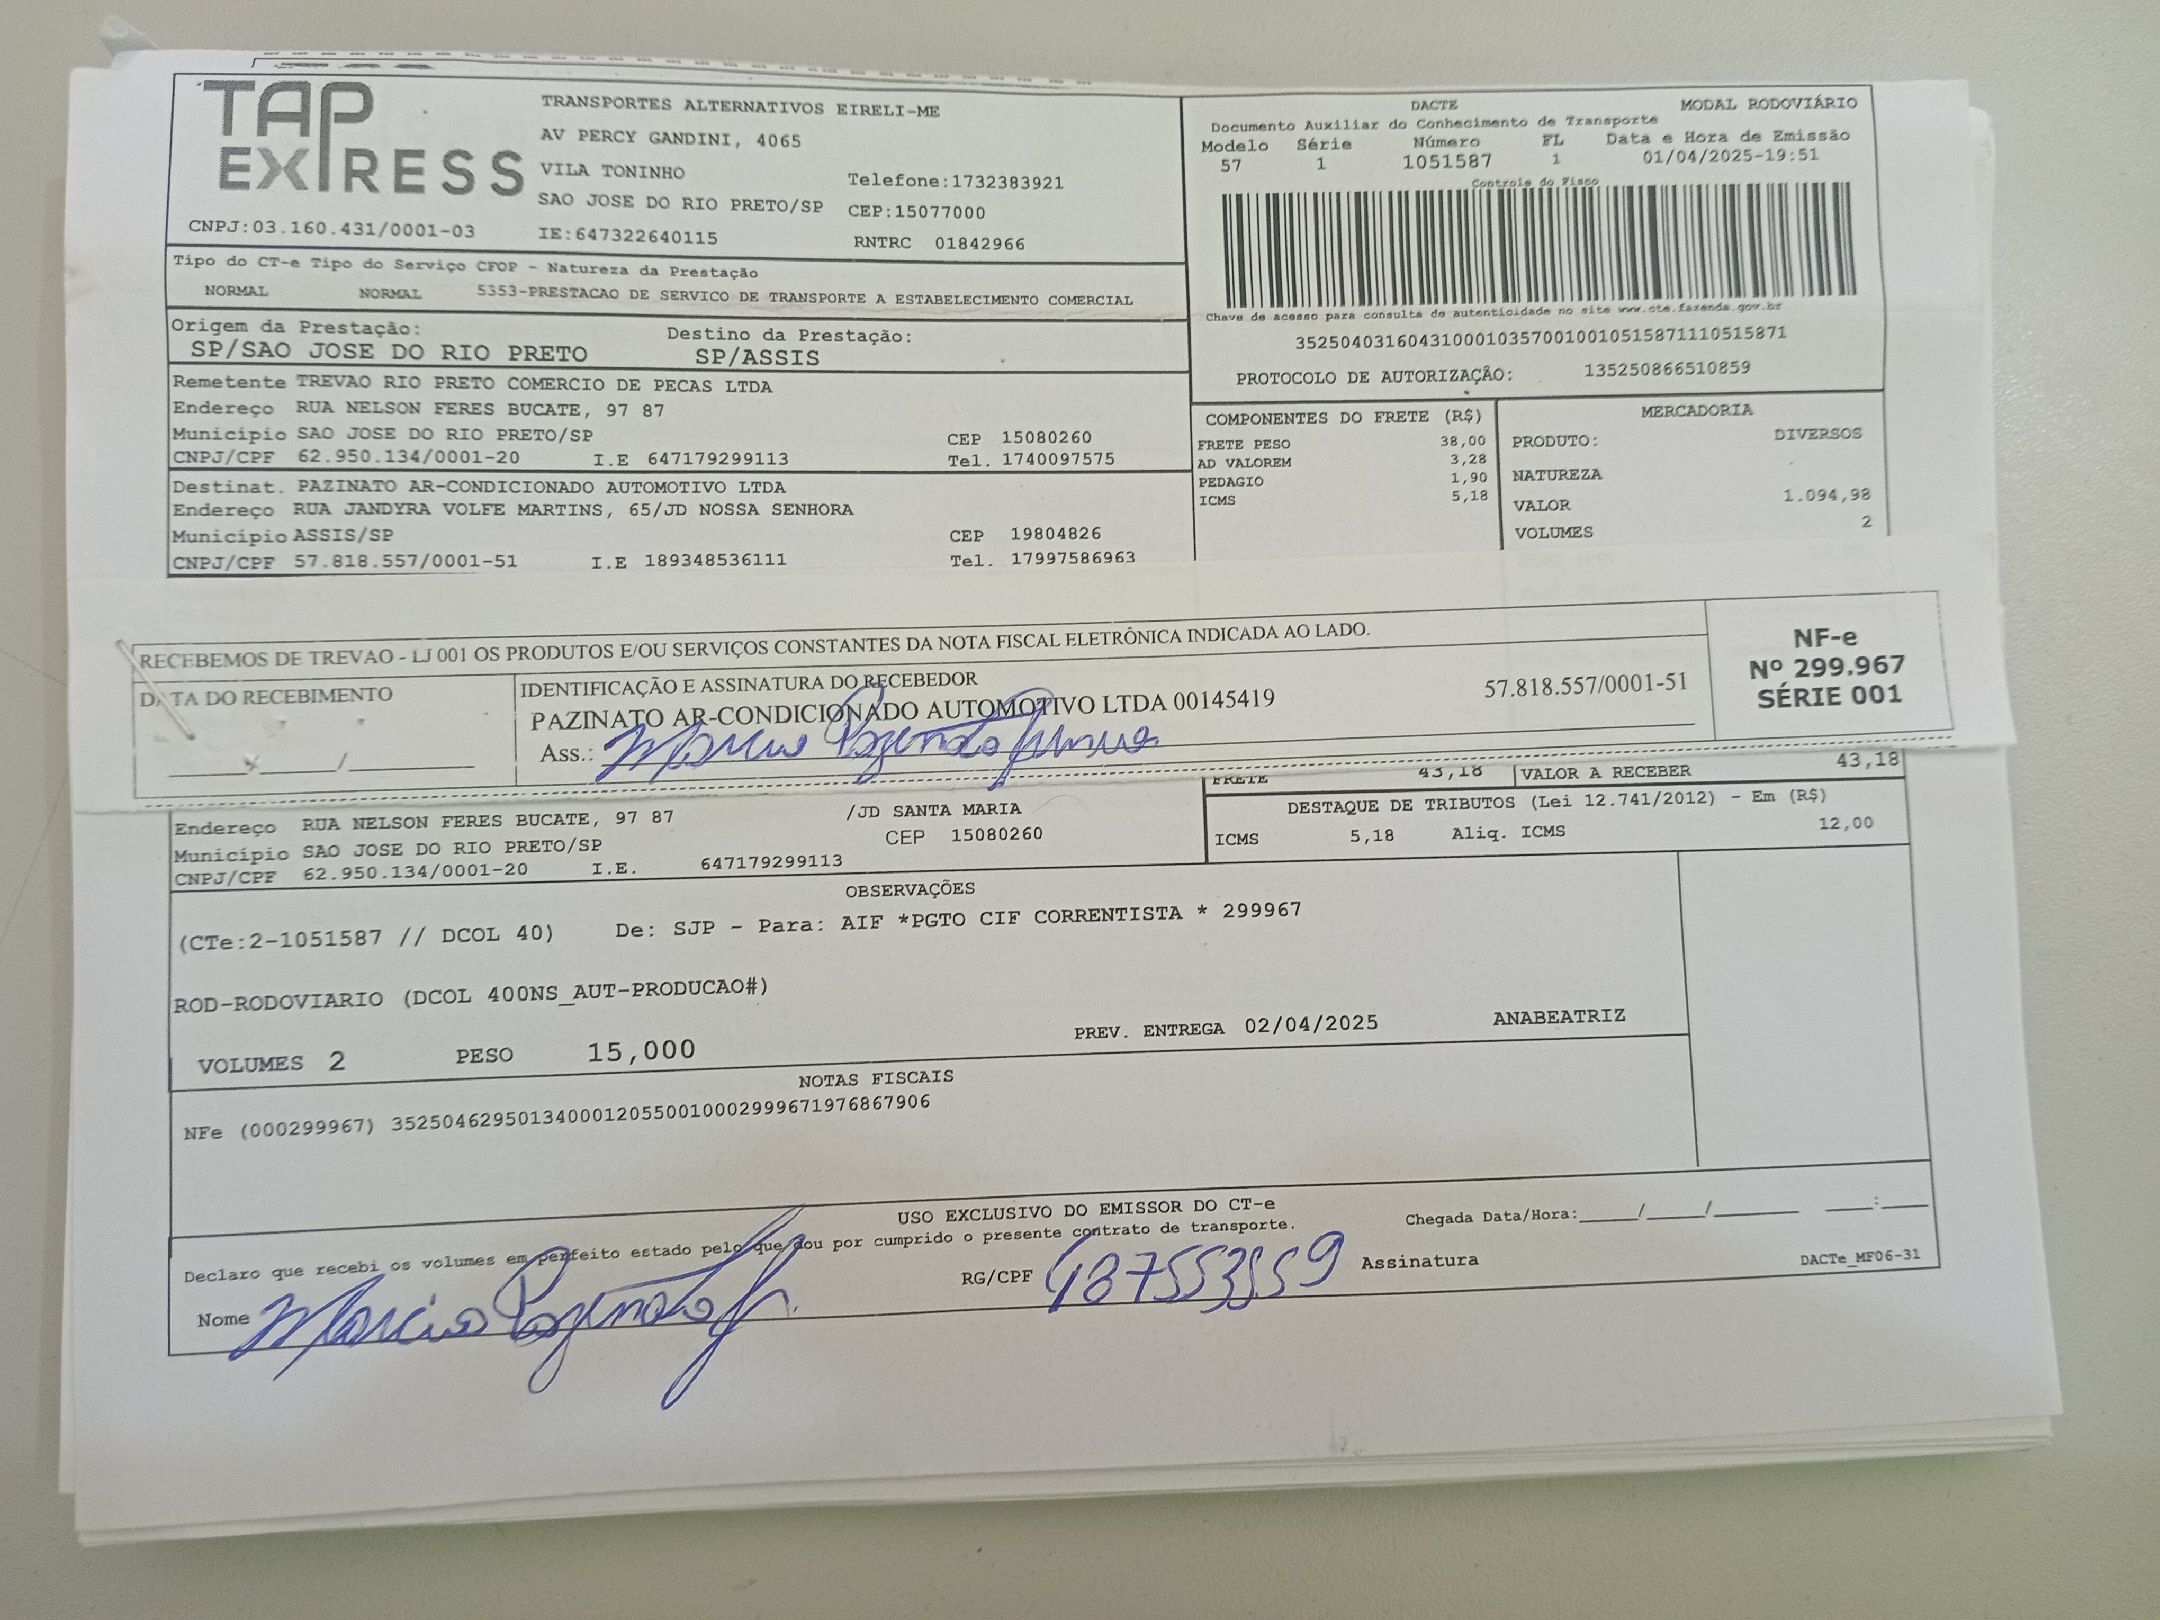 TAP
EXPRESS
TRANSPORTES ALTERNATIVOS EIRELI-ME
AV PERCY GANDINI, 4065
VILA TONINHO Telefone:1732383921
SAO JOSE DO RIO PRETO/SP CEP:15077000
CNPJ:03.160.431/0001-03 IE:647322640115 RNTRC 01842966
DACTE MODAL RODOVIÁRIO
Documento Auxiliar do Conhecimento de Transporte
Modelo Série Número FL Data e Hora de Emissão
57 1 1051587 1 01/04/2025-19:51
Controle do Fisco
Chave de acesso para consulta de autenticidade no site www.cte.fazenda.gov.br
35250403160431000103570010010515871110515871
PROTOCOLO DE AUTORIZAÇÃO: 135250866510859
Tipo do CT-e Tipo do Serviço CFOP - Natureza da Prestação
NORMAL NORMAL 5353-PRESTACAO DE SERVICO DE TRANSPORTE A ESTABELECIMENTO COMERCIAL
Origem da Prestação: Destino da Prestação:
SP/SAO JOSE DO RIO PRETO SP/ASSIS
Remetente TREVAO RIO PRETO COMERCIO DE PECAS LTDA
Endereço RUA NELSON FERES BUCATE, 97 87
Município SAO JOSE DO RIO PRETO/SP CEP 15080260
CNPJ/CPF 62.950.134/0001-20 I.E 647179299113 Tel. 1740097575
Destinat. PAZINATO AR-CONDICIONADO AUTOMOTIVO LTDA
Endereço RUA JANDYRA VOLFE MARTINS, 65/JD NOSSA SENHORA
Município ASSIS/SP CEP 19804826
CNPJ/CPF 57.818.557/0001-51 I.E 189348536111 Tel. 17997586963
COMPONENTES DO FRETE (R$)
FRETE PESO 38,00
AD VALOREM 3,28
PEDAGIO 1,90
ICMS 5,18
MERCADORIA
PRODUTO: DIVERSOS
NATUREZA
VALOR 1.094,98
VOLUMES 2
RECEBEMOS DE TREVAO - LJ 001 OS PRODUTOS E/OU SERVIÇOS CONSTANTES DA NOTA FISCAL ELETRÔNICA INDICADA AO LADO.
DATA DO RECEBIMENTO
____/____/______
IDENTIFICAÇÃO E ASSINATURA DO RECEBEDOR
PAZINATO AR-CONDICIONADO AUTOMOTIVO LTDA 00145419 57.818.557/0001-51
Ass.: Marcio Pazinato Junior
NF-e
Nº 299.967
SÉRIE 001
FRETE 43,18 VALOR A RECEBER 43,18
Endereço RUA NELSON FERES BUCATE, 97 87 /JD SANTA MARIA
Município SAO JOSE DO RIO PRETO/SP CEP 15080260
CNPJ/CPF 62.950.134/0001-20 I.E. 647179299113
DESTAQUE DE TRIBUTOS (Lei 12.741/2012) - Em (R$)
ICMS 5,18 Aliq. ICMS 12,00
OBSERVAÇÕES
(CTe:2-1051587 // DCOL 40) De: SJP - Para: AIF *PGTO CIF CORRENTISTA * 299967
ROD-RODOVIARIO (DCOL 400NS_AUT-PRODUCAO#)
PREV. ENTREGA 02/04/2025 ANABEATRIZ
VOLUMES 2 PESO 15,000
NOTAS FISCAIS
NFe (000299967) 35250462950134000120550010002999671976867906
USO EXCLUSIVO DO EMISSOR DO CT-e
Declaro que recebi os volumes em perfeito estado pelo que dou por cumprido o presente contrato de transporte.
Chegada Data/Hora:____/____/______ ___:___
Nome Marcio Pazinato Jr. RG/CPF 487553559 Assinatura
DACTe_MF06-31